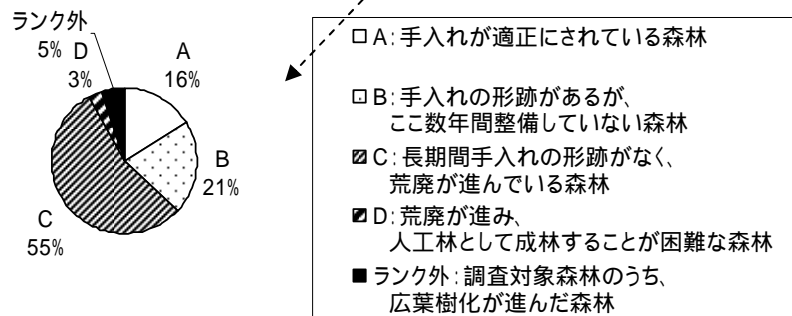 ランク外
5%
D
3%
A
16%
B
21%
C
55%
□A：手入れが適正にされている森林
B：手入れの形跡があるが、
ここ数年間整備していない森林
C：長期間手入れの形跡がなく、
荒廃が進んでいる森林
D：荒廃が進み、
人工林として成林することが困難な森林
■ランク外：調査対象森林のうち、
広葉樹化が進んだ森林